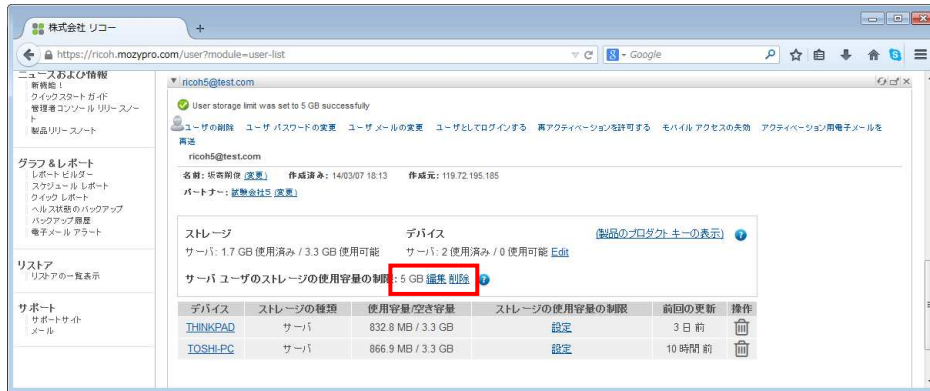 株式会社 リコー
https://ricoh.mozypro.com/user?module=user-list
Google
ニュースおよび情報
新機能！
クイックスタート ガイド
管理者コンソール リリースノー
ト
製品リリースノート
グラフ & レポート
レポート ビルダー
スケジュール レポート
クイック レポート
ヘルス状態のバックアップ
バックアップ履歴
電子メール アラート
リストア
リストアの一覧表示
サポート
サポートサイト
メール
ricoh5@test.com
User storage limit was set to 5 GB successfully
ユーザの削除 ユーザ パスワードの変更 ユーザ メールの変更 ユーザとしてログインする 再アクティベーションを許可する モバイル アクセスの失効 アクティベーション用電子メールを
再送
ricoh5@test.com
名前: 坂寄 (変更) 作成済み: 14/03/07 18:13 作成元: 119.72.195.185
パートナー: 試験会社5 (変更)
ストレージ デバイス (製品のプロダクト キーの表示)
サーバ: 1.7 GB 使用済み / 3.3 GB 使用可能 サーバ: 2 使用済み / 0 使用可能 Edit
サーバ ユーザのストレージの使用容量の制限: 5 GB 編集 削除
デバイス ストレージの種類 使用容量/空き容量 ストレージの使用容量の制限 前回の更新 操作
THINKPAD サーバ 832.8 MB / 3.3 GB 設定 3 日 前
TOSHI-PC サーバ 866.9 MB / 3.3 GB 設定 10 時間 前